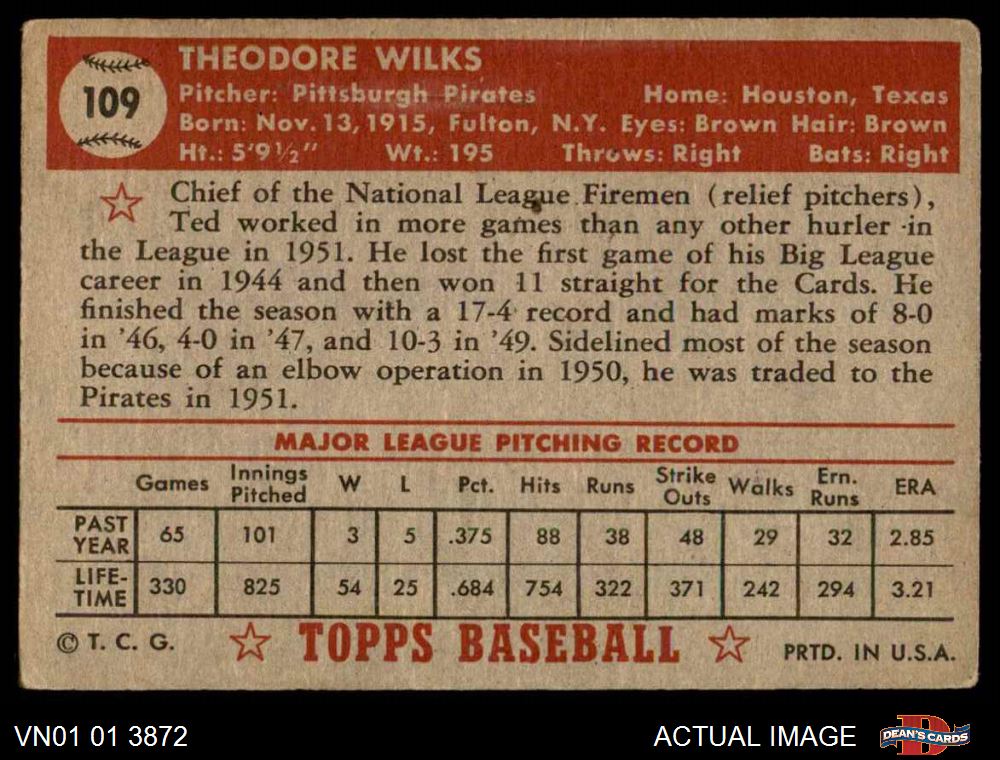 109
THEODORE WILKS
Pitcher: Pittsburgh Pirates Home: Houston, Texas
Born: Nov. 13, 1915, Fulton, N.Y. Eyes: Brown Hair: Brown
Ht.: 5'9½" Wt.: 195 Throws: Right Bats: Right
Chief of the National League Firemen (relief pitchers),
Ted worked in more games than any other hurler in
the League in 1951. He lost the first game of his Big League
career in 1944 and then won 11 straight for the Cards. He
finished the season with a 17-4 record and had marks of 8-0
in '46, 4-0 in '47, and 10-3 in '49. Sidelined most of the season
because of an elbow operation in 1950, he was traded to the
Pirates in 1951.
MAJOR LEAGUE PITCHING RECORD
Games Innings Pitched W L Pct. Hits Runs Strike Outs Walks Ern. Runs ERA
PAST YEAR 65 101 3 5 .375 88 38 48 29 32 2.85
LIFE-TIME 330 825 54 25 .684 754 322 371 242 294 3.21
© T. C. G. TOPPS BASEBALL PRTD. IN U.S.A.
VN01 01 3872 ACTUAL IMAGE D DEAN'S CARDS